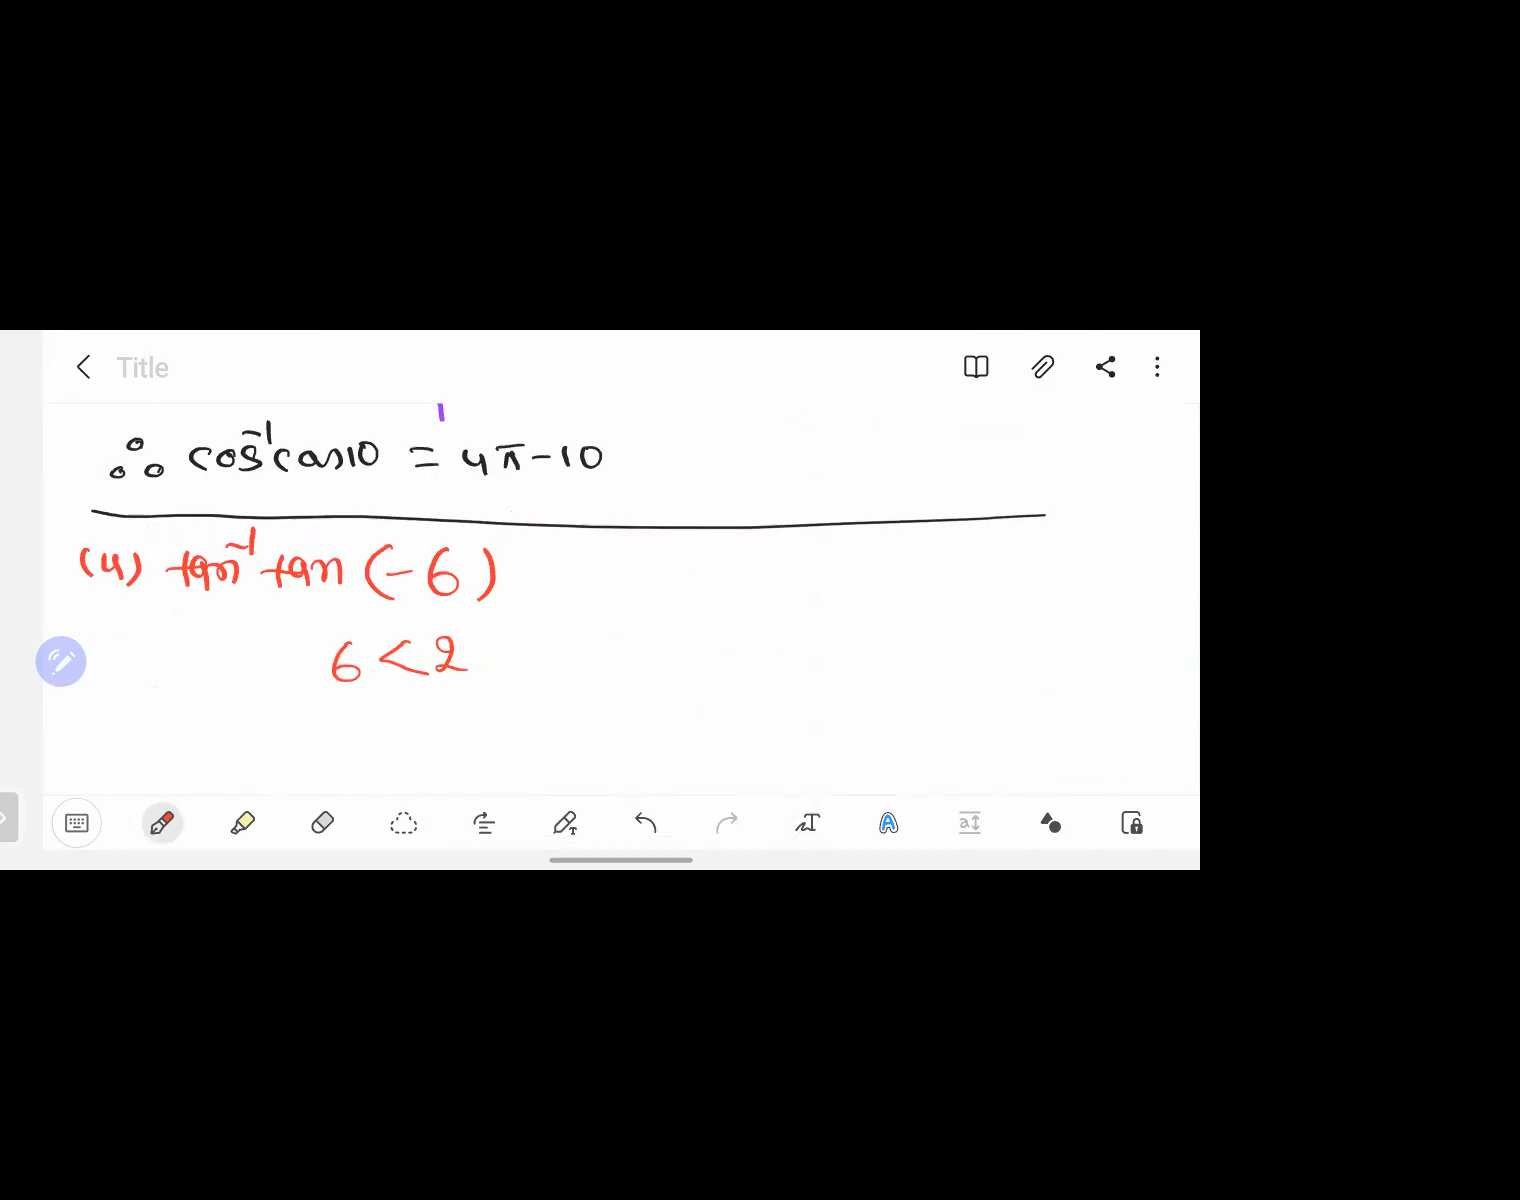 Title
∴ cos⁻¹cos10 = 4π-10
(4) tan⁻¹tan(-6)
6<2